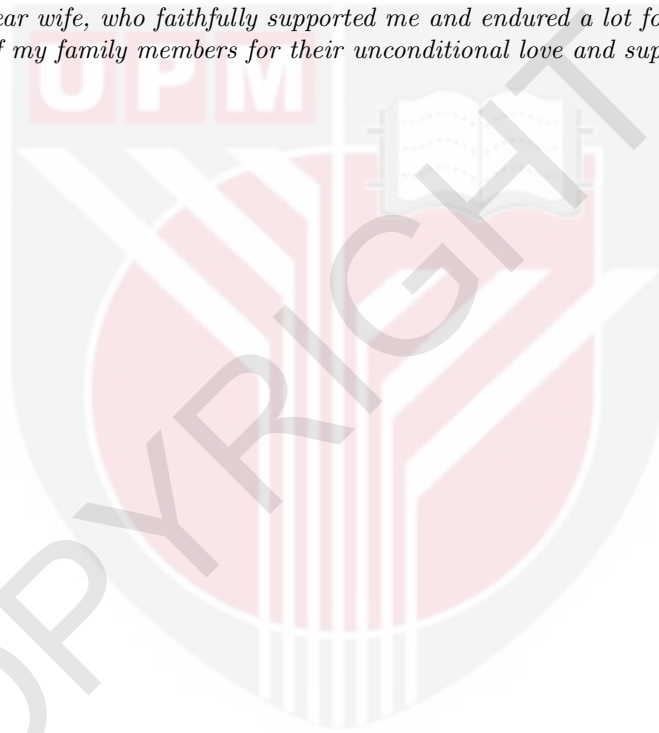 ear wife, who faithfully supported me and endured a lot fo
f my family members for their unconditional love and sup
UPM
OPYRIGHT